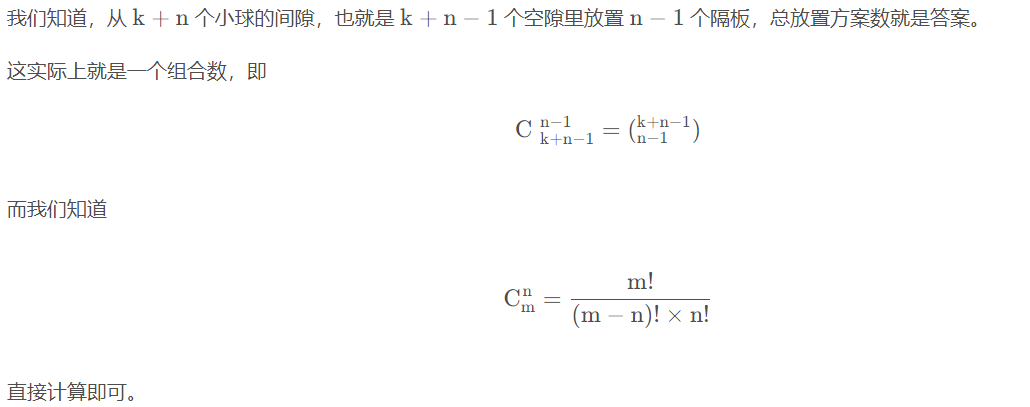 我们知道，从 k + n 个小球的间隙，也就是 k + n − 1 个空隙里放置 n − 1 个隔板，总放置方案数就是答案。
这实际上就是一个组合数，即
C^{n−1}_{k+n−1} = (^{k+n−1}_{n−1})
而我们知道
C^{n}_{m} = \frac{m!}{(m − n)! × n!}
直接计算即可。